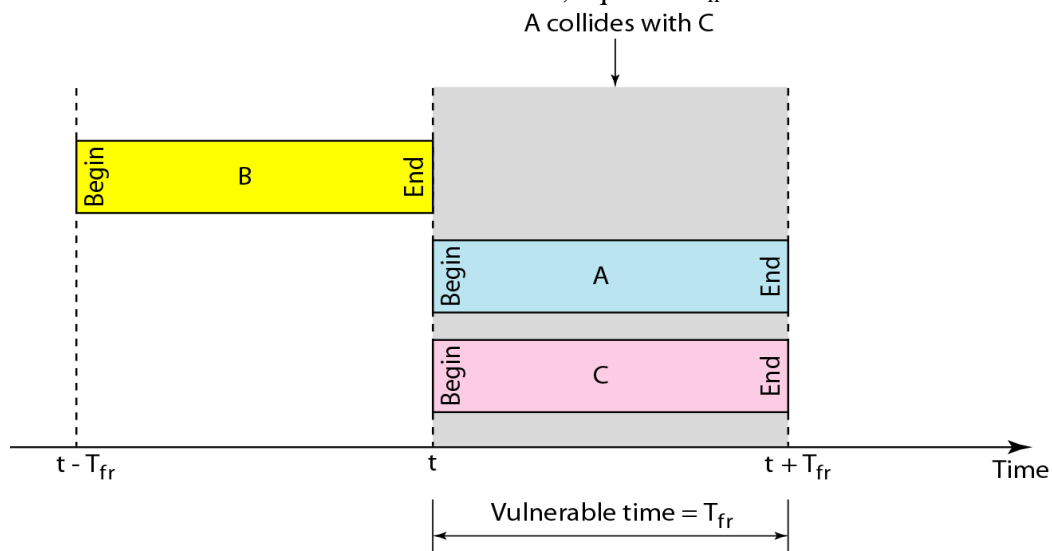 A collides with C
Begin
B
End
Begin
A
End
Begin
C
End
t - Tfr
t
t + Tfr
Time
Vulnerable time = Tfr